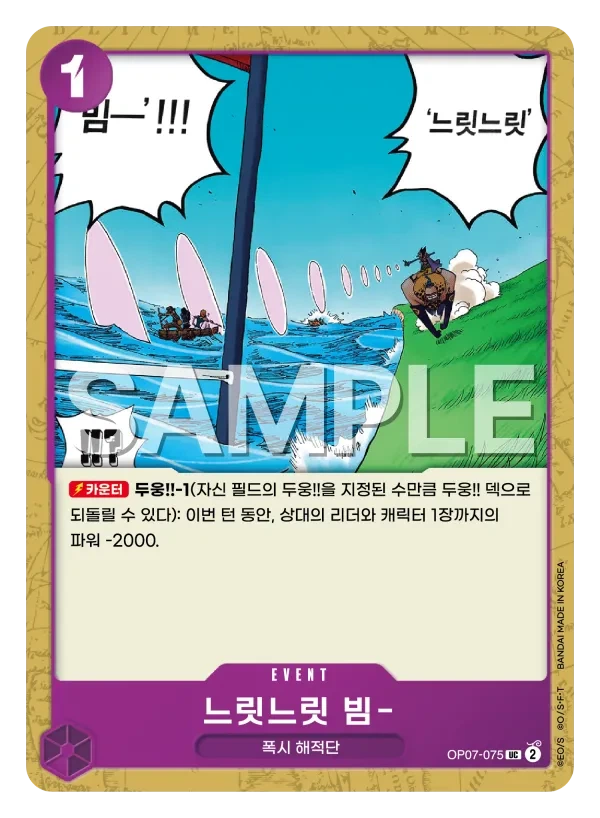 1
빔—' !!!
'느릿느릿'
SAMPLE
카운터 두웅!!-1(자신 필드의 두웅!!을 지정된 수만큼 두웅!! 덱으로
되돌릴 수 있다): 이번 턴 동안, 상대의 리더와 캐릭터 1장까지의
파워 -2000.
EVENT
느릿느릿 빔-
폭시 해적단
OP07-075 UC 2
©EO/S ©O/S·F·T BANDAI MADE IN KOREA